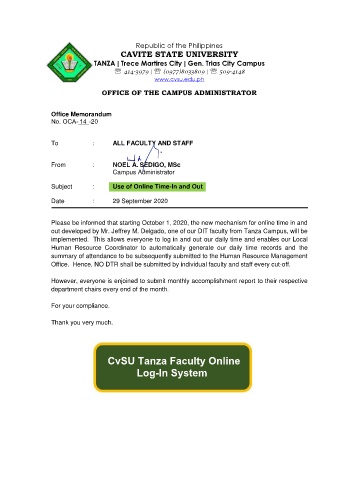 Republic of the Philippines
CAVITE STATE UNIVERSITY
TANZA | Trece Martires City | Gen. Trias City Campus
☏ 414-3979 | ☏ (0977)8033809 | ☏ 509-4148
www.cvsu.edu.ph
OFFICE OF THE CAMPUS ADMINISTRATOR
Office Memorandum
No. OCA- 14 -20
To : ALL FACULTY AND STAFF
From : NOEL A. SEDIGO, MSc
Campus Administrator
Subject : Use of Online Time-In and Out
Date : 29 September 2020
Please be informed that starting October 1, 2020, the new mechanism for online time in and
out developed by Mr. Jeffrey M. Delgado, one of our DIT faculty from Tanza Campus, will be
implemented. This allows everyone to log in and out our daily time and enables our Local
Human Resource Coordinator to automatically generate our daily time records and the
summary of attendance to be subsequently submitted to the Human Resource Management
Office. Hence, NO DTR shall be submitted by individual faculty and staff every cut-off.
However, everyone is enjoined to submit monthly accomplishment report to their respective
department chairs every end of the month.
For your compliance.
Thank you very much.
CvSU Tanza Faculty Online
Log-In System